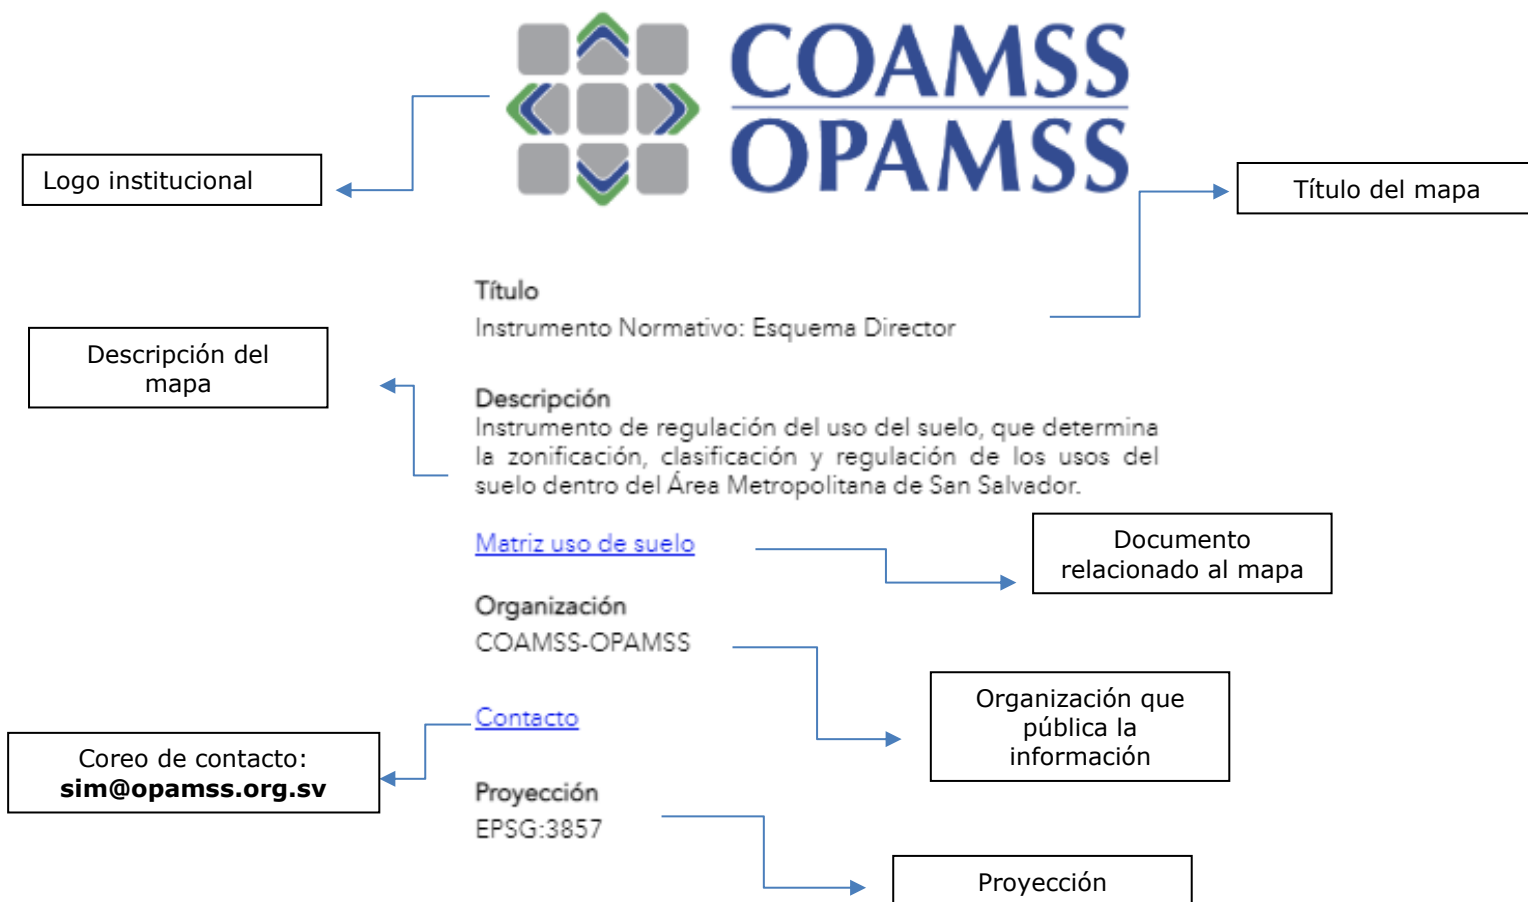 COAMSS
OPAMSS
Logo institucional
Título del mapa
Título
Instrumento Normativo: Esquema Director
Descripción del
mapa
Descripción
Instrumento de regulación del uso del suelo, que determina
la zonificación, clasificación y regulación de los usos del
suelo dentro del Área Metropolitana de San Salvador.
Matriz uso de suelo
Documento
relacionado al mapa
Organización
COAMSS-OPAMSS
Organización que
pública la
información
Contacto
Coreo de contacto:
sim@opamss.org.sv
Proyección
EPSG:3857
Proyección